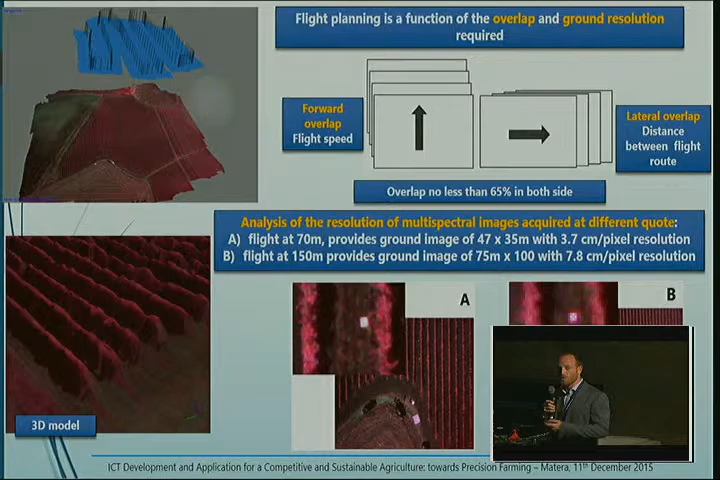 Flight planning is a function of the overlap and ground resolution
required
Forward
overlap
Flight speed
Lateral overlap
Distance
between flight
route
Overlap no less than 65% in both side
Analysis of the resolution of multispectral images acquired at different quote:
A) flight at 70m, provides ground image of 47 x 35m with 3.7 cm/pixel resolution
B) flight at 150m provides ground image of 75m x 100 with 7.8 cm/pixel resolution
A
B
3D model
ICT Development and Application for a Competitive and Sustainable Agriculture: towards Precision Farming – Matera, 11th December 2015